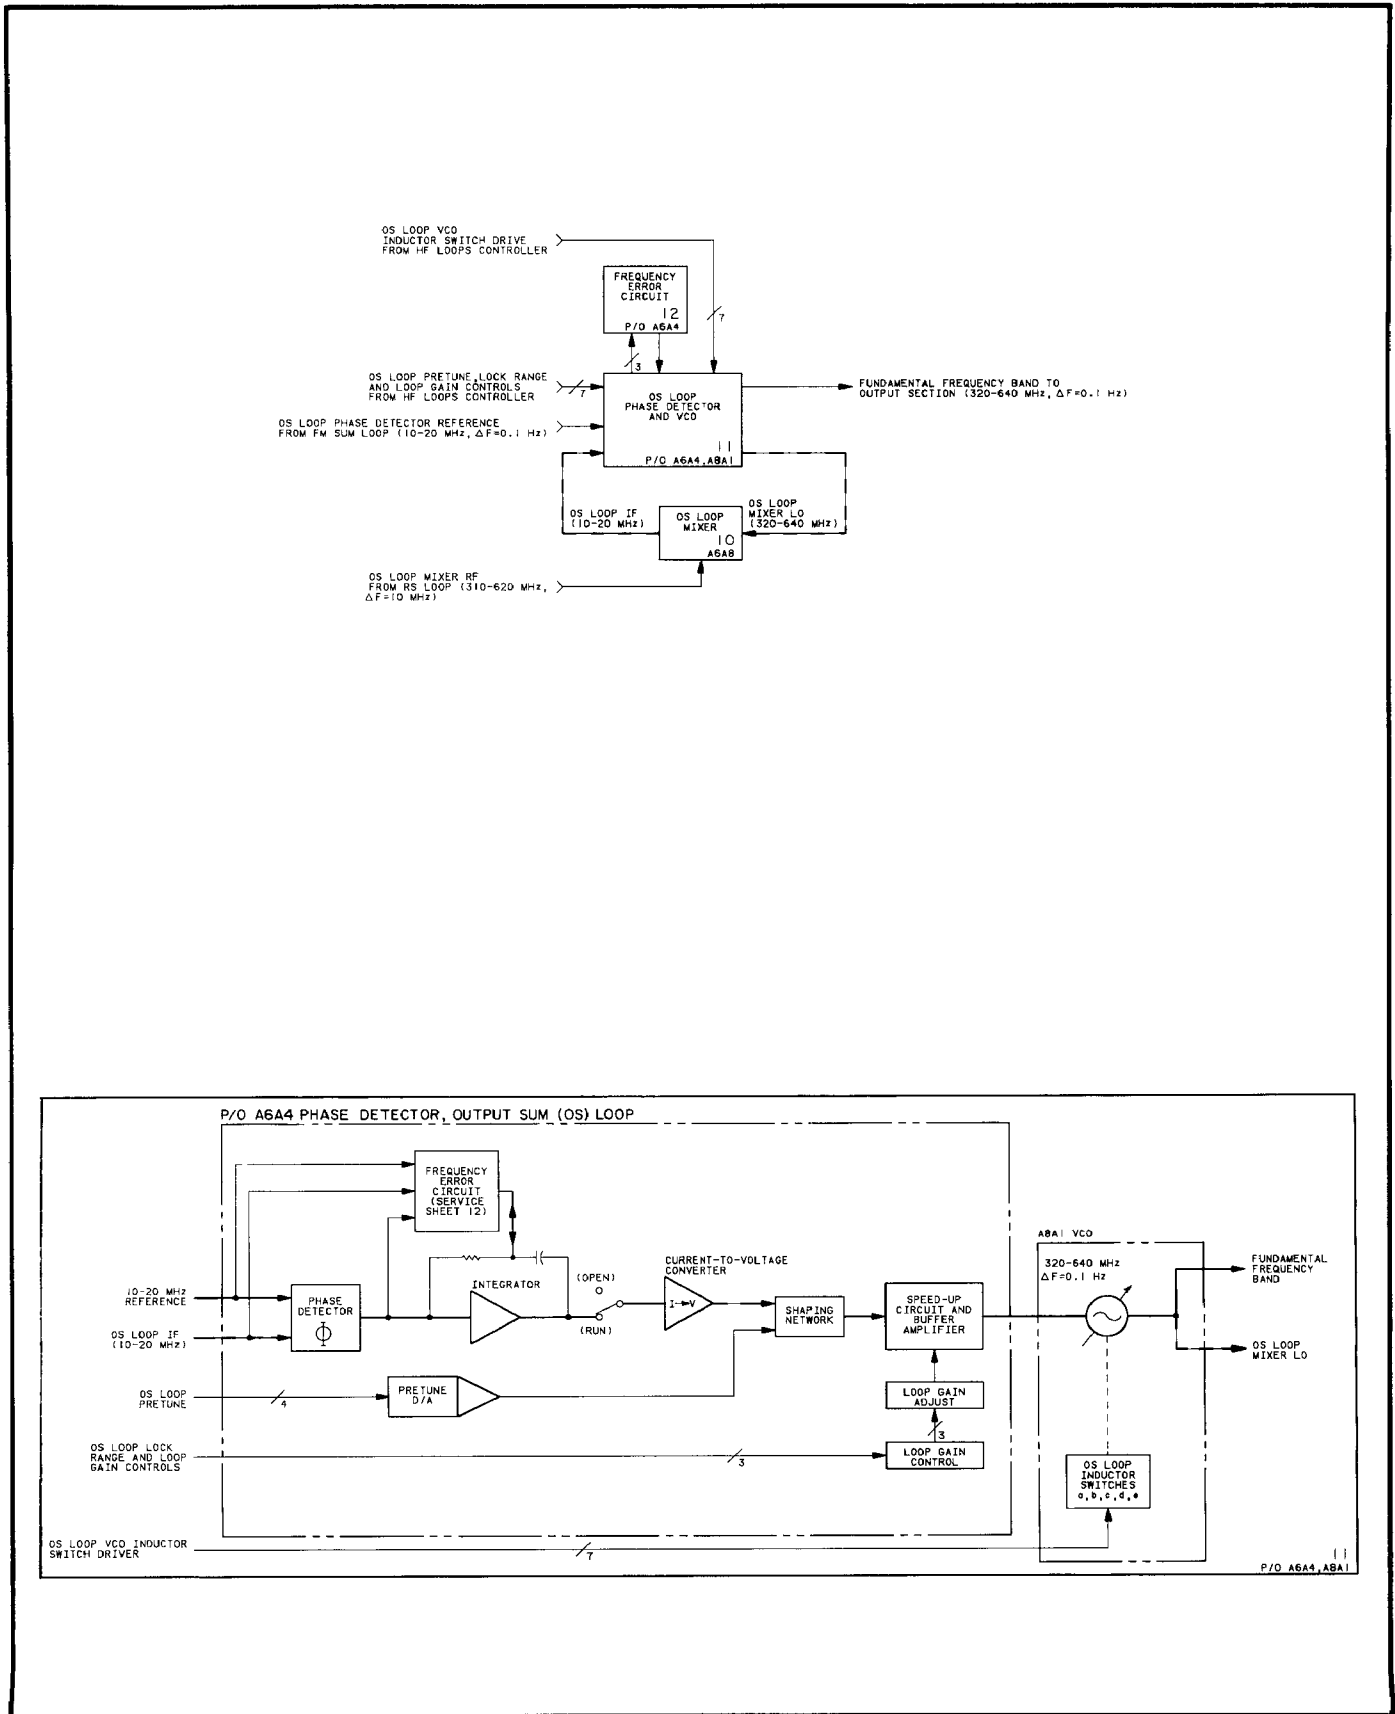 OS LOOP VCO
INDUCTOR SWITCH DRIVE
FROM HF LOOPS CONTROLLER
FREQUENCY
ERROR
CIRCUIT
12
P/O A6A4
7
3
OS LOOP PRETUNE,LOCK RANGE
AND LOOP GAIN CONTROLS
FROM HF LOOPS CONTROLLER
7
OS LOOP
PHASE DETECTOR
AND VCO
11
P/O A6A4,A8A1
FUNDAMENTAL FREQUENCY BAND TO
OUTPUT SECTION (320-640 MHz, ΔF=0.1 Hz)
OS LOOP PHASE DETECTOR REFERENCE
FROM FM SUM LOOP (10-20 MHz, ΔF=0.1 Hz)
OS LOOP IF
(10-20 MHz)
OS LOOP
MIXER
10
A6A8
OS LOOP
MIXER LO
(320-640 MHz)
OS LOOP MIXER RF
FROM RS LOOP (310-620 MHz,
ΔF=10 MHz)
P/O A6A4 PHASE DETECTOR, OUTPUT SUM (OS) LOOP
FREQUENCY
ERROR
CIRCUIT
(SERVICE
SHEET 12)
10-20 MHz
REFERENCE
OS LOOP IF
(10-20 MHz)
PHASE
DETECTOR
Φ
INTEGRATOR
(OPEN)
(RUN)
CURRENT-TO-VOLTAGE
CONVERTER
I→V
SHAPING
NETWORK
SPEED-UP
CIRCUIT AND
BUFFER
AMPLIFIER
A8A1 VCO
320-640 MHz
ΔF=0.1 Hz
FUNDAMENTAL
FREQUENCY
BAND
OS LOOP
MIXER LO
OS LOOP
PRETUNE
4
PRETUNE
D/A
LOOP GAIN
ADJUST
3
OS LOOP LOCK
RANGE AND LOOP
GAIN CONTROLS
3
LOOP GAIN
CONTROL
OS LOOP
INDUCTOR
SWITCHES
a,b,c,d,e
OS LOOP VCO INDUCTOR
SWITCH DRIVER
7
11
P/O A6A4,A8A1